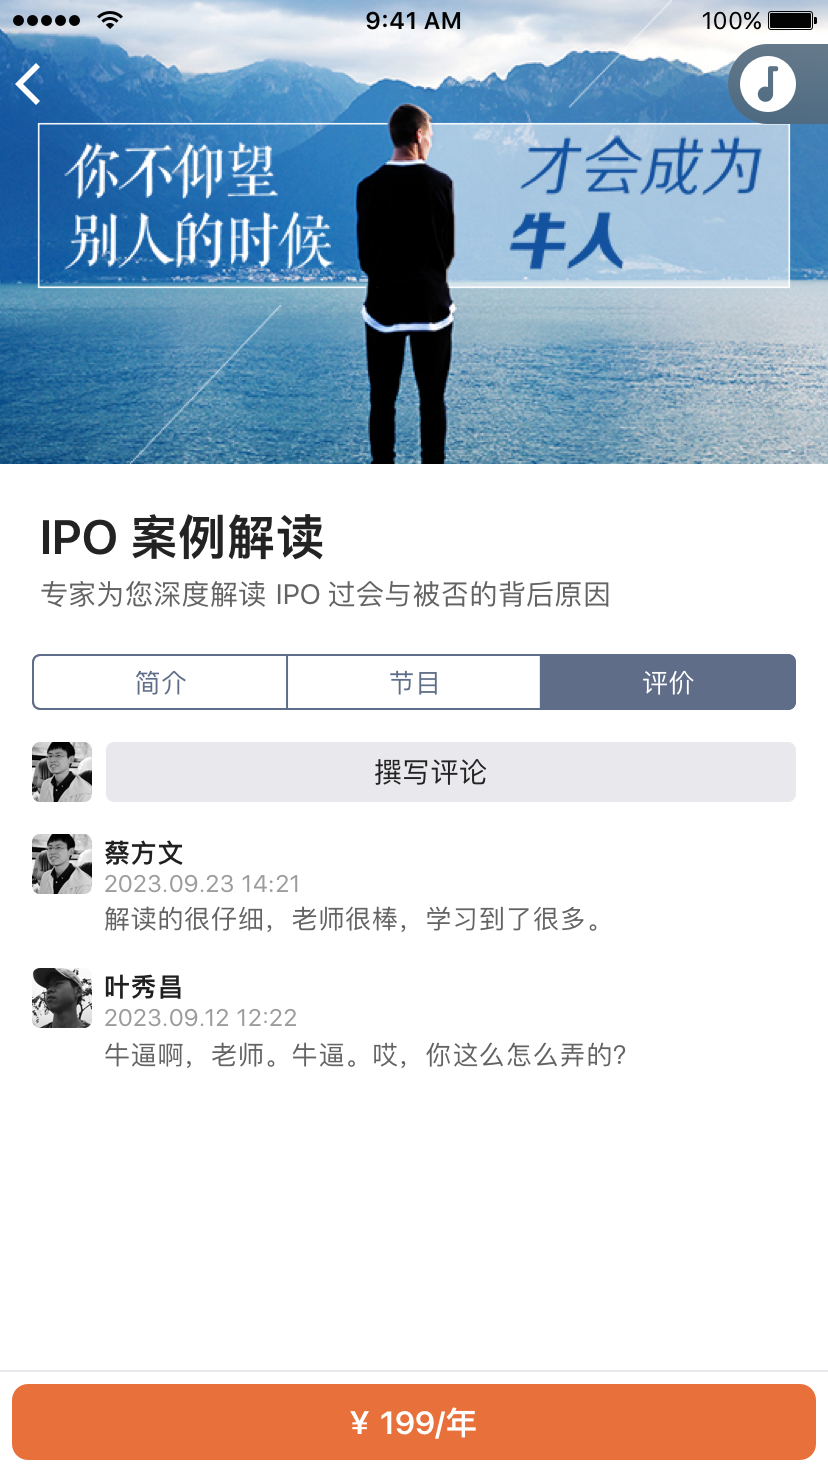 9:41 AM
100%
你不仰望
别人的时候
才会成为
牛人
IPO 案例解读
专家为您深度解读 IPO 过会与被否的背后原因
简介
节目
评价
撰写评论
蔡方文
2023.09.23 14:21
解读的很仔细，老师很棒，学习到了很多。
叶秀昌
2023.09.12 12:22
牛逼啊，老师。牛逼。哎，你这么怎么弄的?
¥ 199/年